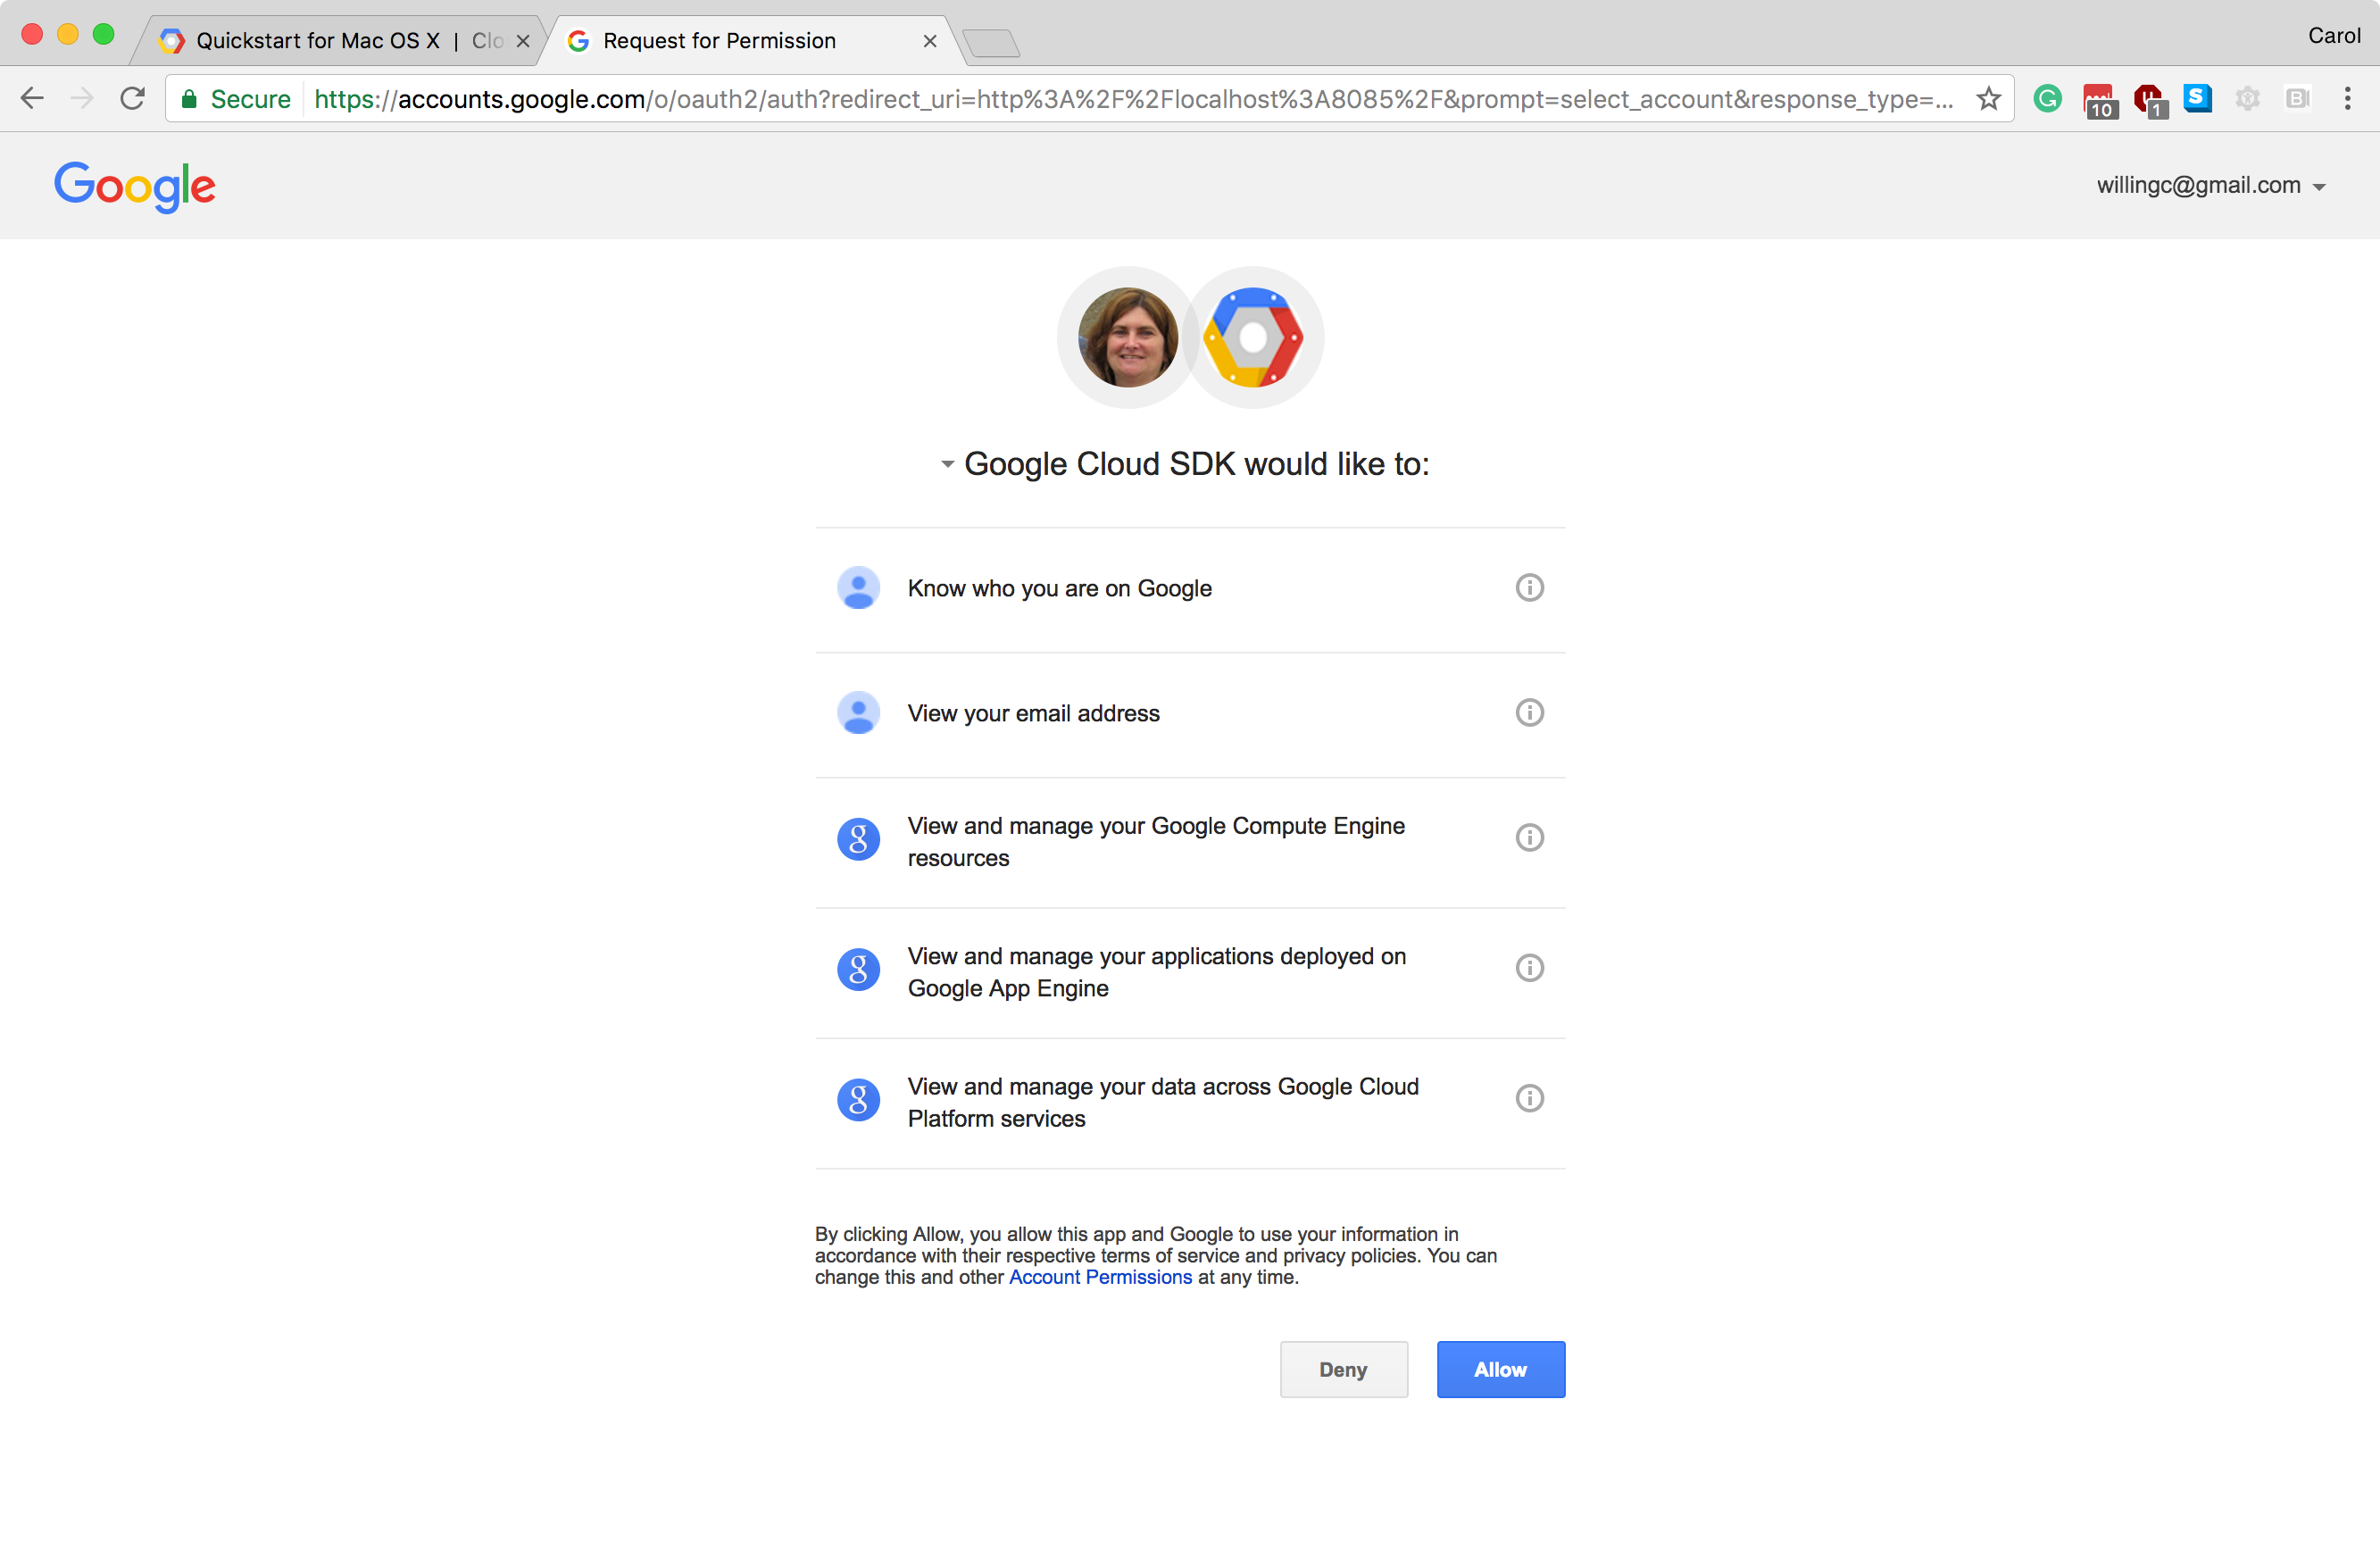 Quickstart for Mac OS X | Clo
Request for Permission
Carol
Secure https://accounts.google.com/o/oauth2/auth?redirect_uri=http%3A%2F%2Flocalhost%3A8085%2F&prompt=select_account&response_type=...
10
1
S
Google
willingc@gmail.com
Google Cloud SDK would like to:
Know who you are on Google
View your email address
View and manage your Google Compute Engine
resources
View and manage your applications deployed on
Google App Engine
View and manage your data across Google Cloud
Platform services
By clicking Allow, you allow this app and Google to use your information in
accordance with their respective terms of service and privacy policies. You can
change this and other Account Permissions at any time.
Deny
Allow